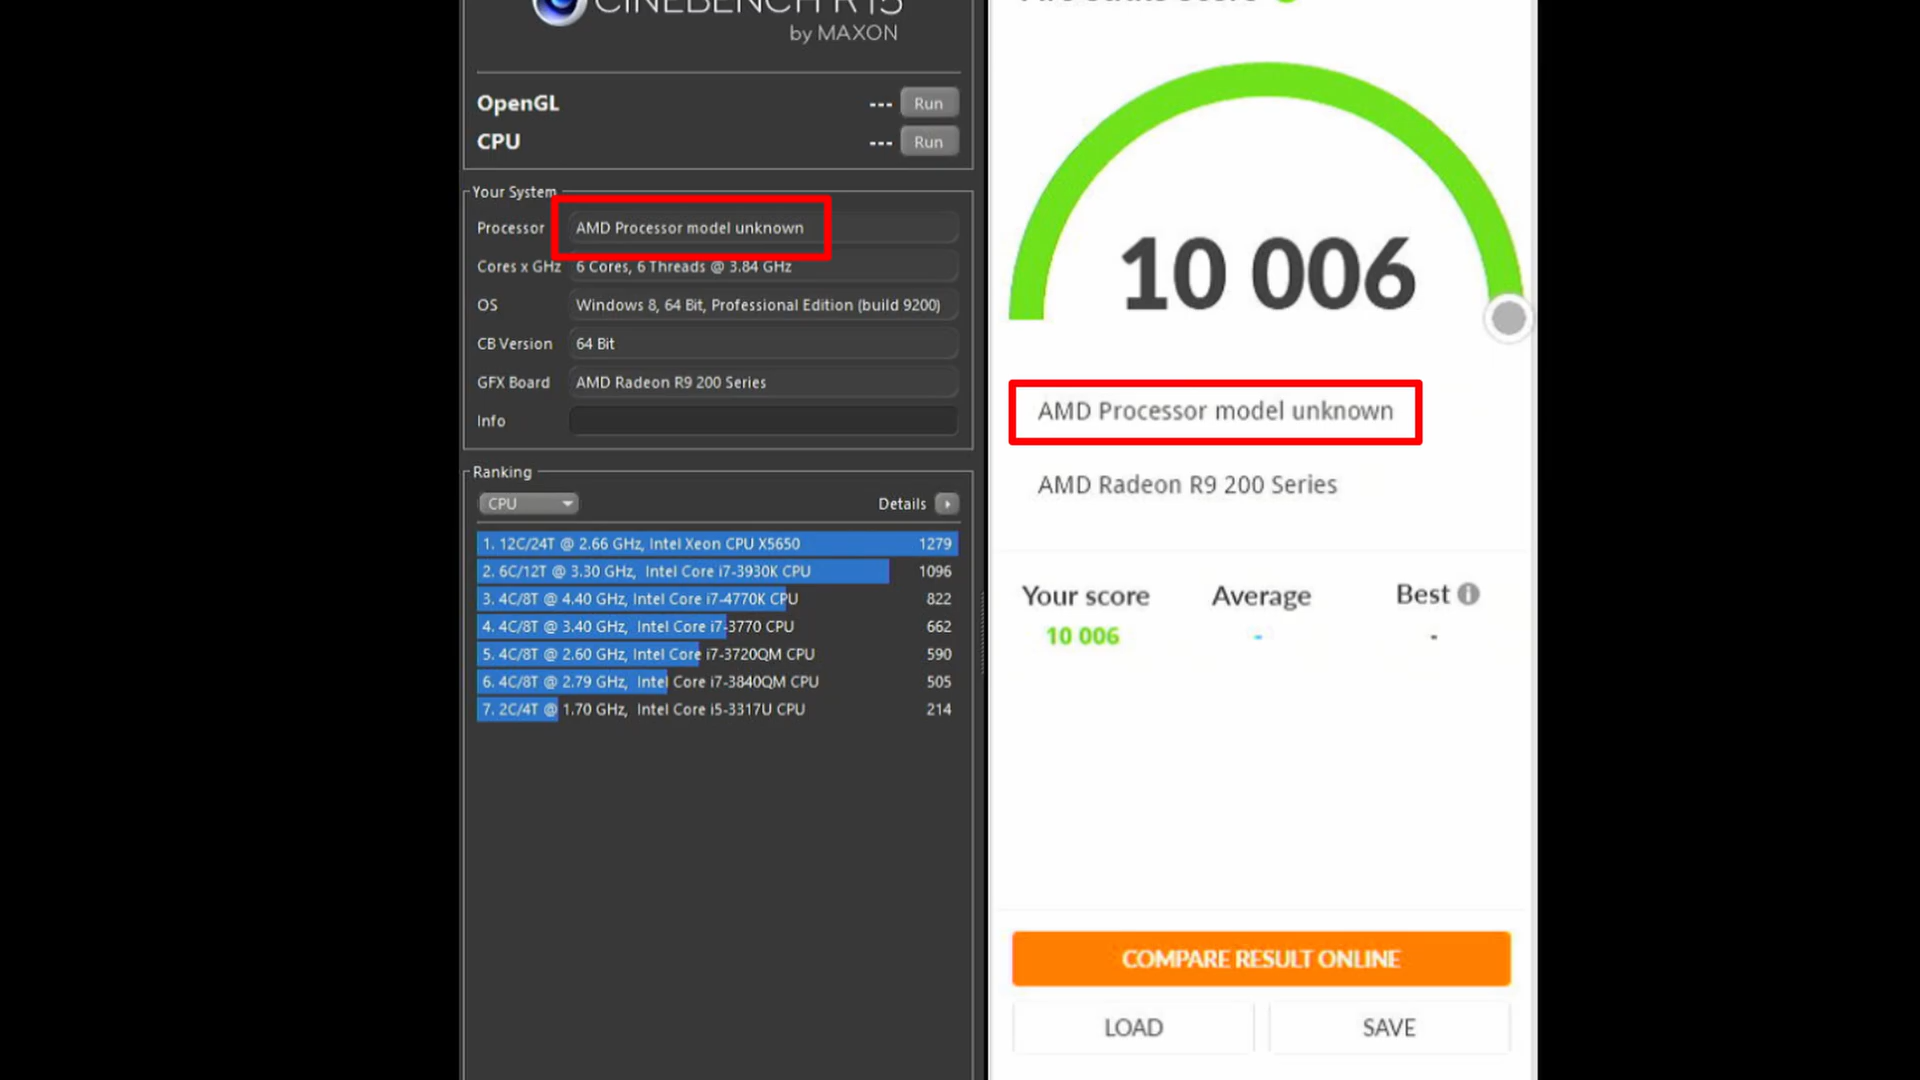 CINEBENCH R15
by MAXON
OpenGL --- Run
CPU --- Run
Your System
Processor AMD Processor model unknown
Cores x GHz 6 Cores, 6 Threads @ 3.84 GHz
OS Windows 8, 64 Bit, Professional Edition (build 9200)
CB Version 64 Bit
GFX Board AMD Radeon R9 200 Series
Info
Ranking
CPU Details
1. 12C/24T @ 2.66 GHz, Intel Xeon CPU X5650 1279
2. 6C/12T @ 3.30 GHz, Intel Core i7-3930K CPU 1096
3. 4C/8T @ 4.40 GHz, Intel Core i7-4770K CPU 822
4. 4C/8T @ 3.40 GHz, Intel Core i7-3770 CPU 662
5. 4C/8T @ 2.60 GHz, Intel Core i7-3720QM CPU 590
6. 4C/8T @ 2.79 GHz, Intel Core i7-3840QM CPU 505
7. 2C/4T @ 1.70 GHz, Intel Core i5-3317U CPU 214
10 006
AMD Processor model unknown
AMD Radeon R9 200 Series
Your score Average Best
10 006 - -
COMPARE RESULT ONLINE
LOAD SAVE